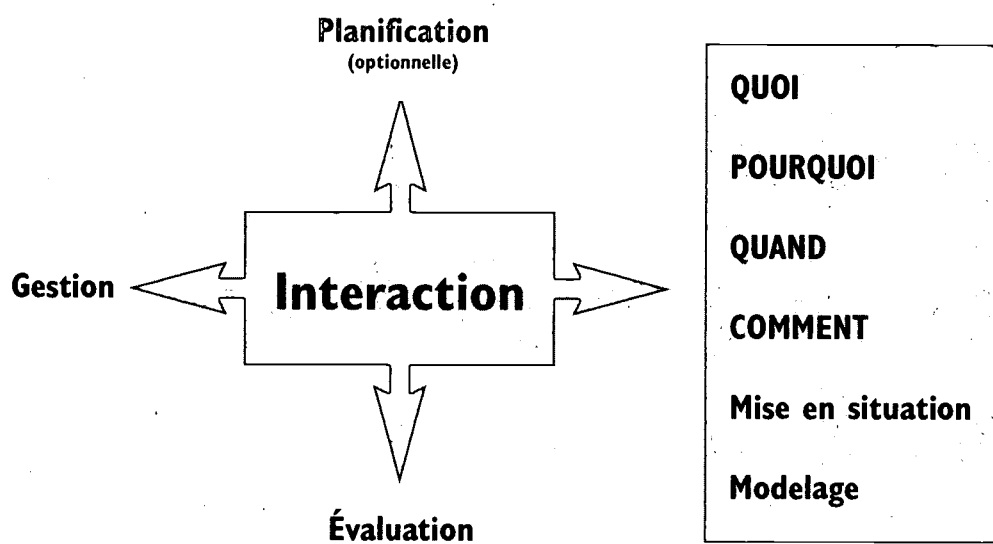 Planification
(optionnelle)
Gestion
Interaction
Évaluation
QUOI
POURQUOI
QUAND
COMMENT
Mise en situation
Modelage